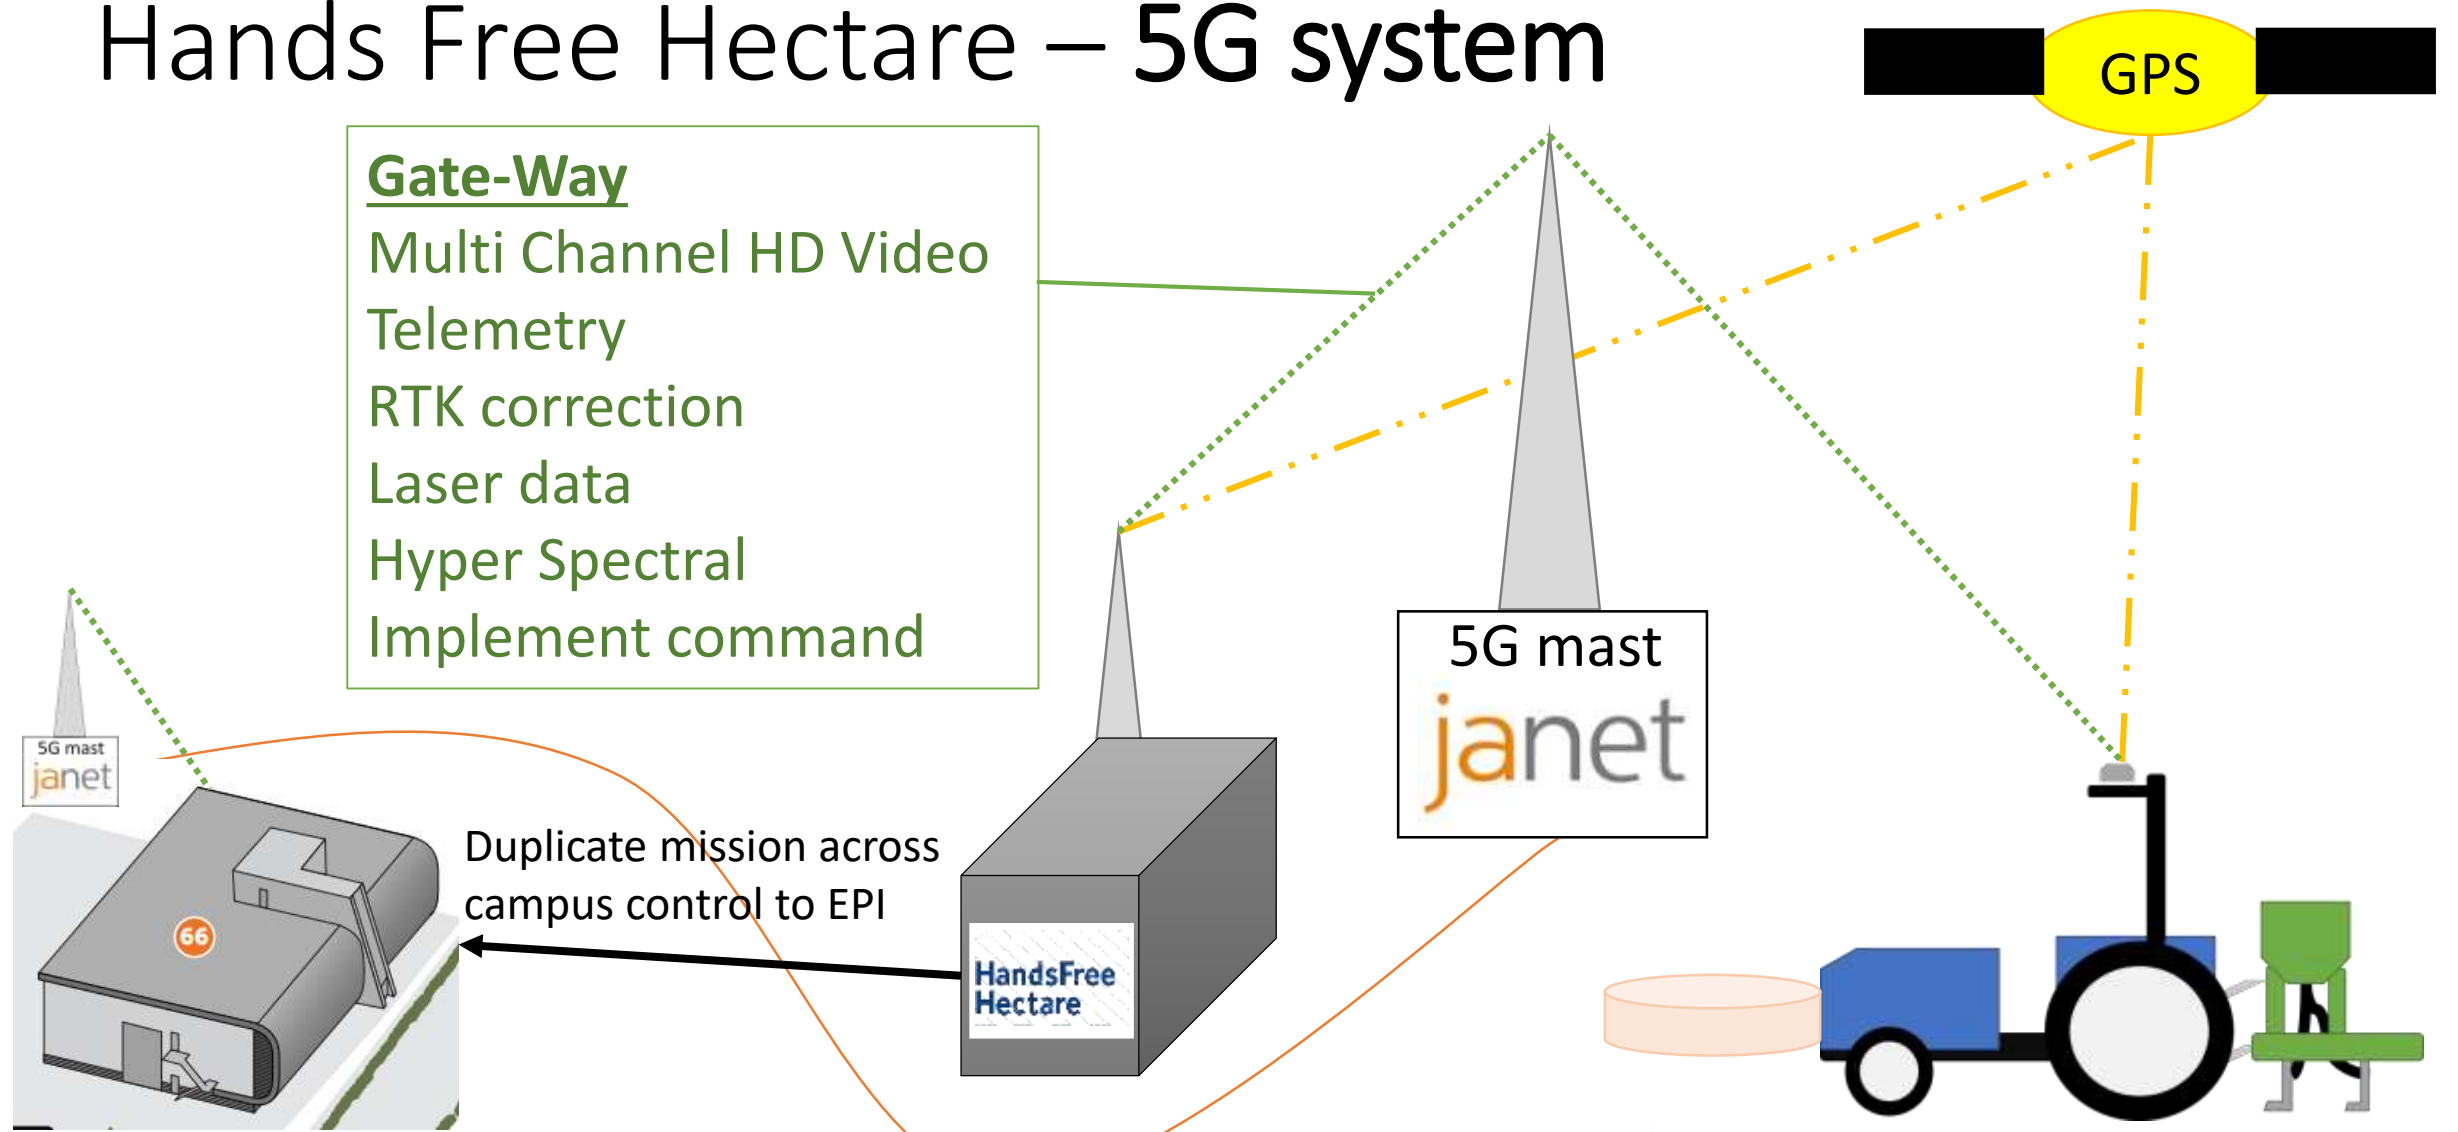 Hands Free Hectare – 5G system
GPS
Gate-Way
Multi Channel HD Video
Telemetry
RTK correction
Laser data
Hyper Spectral
Implement command
5G mast
janet
5G mast
janet
Duplicate mission across
campus control to EPI
66
HandsFree
Hectare